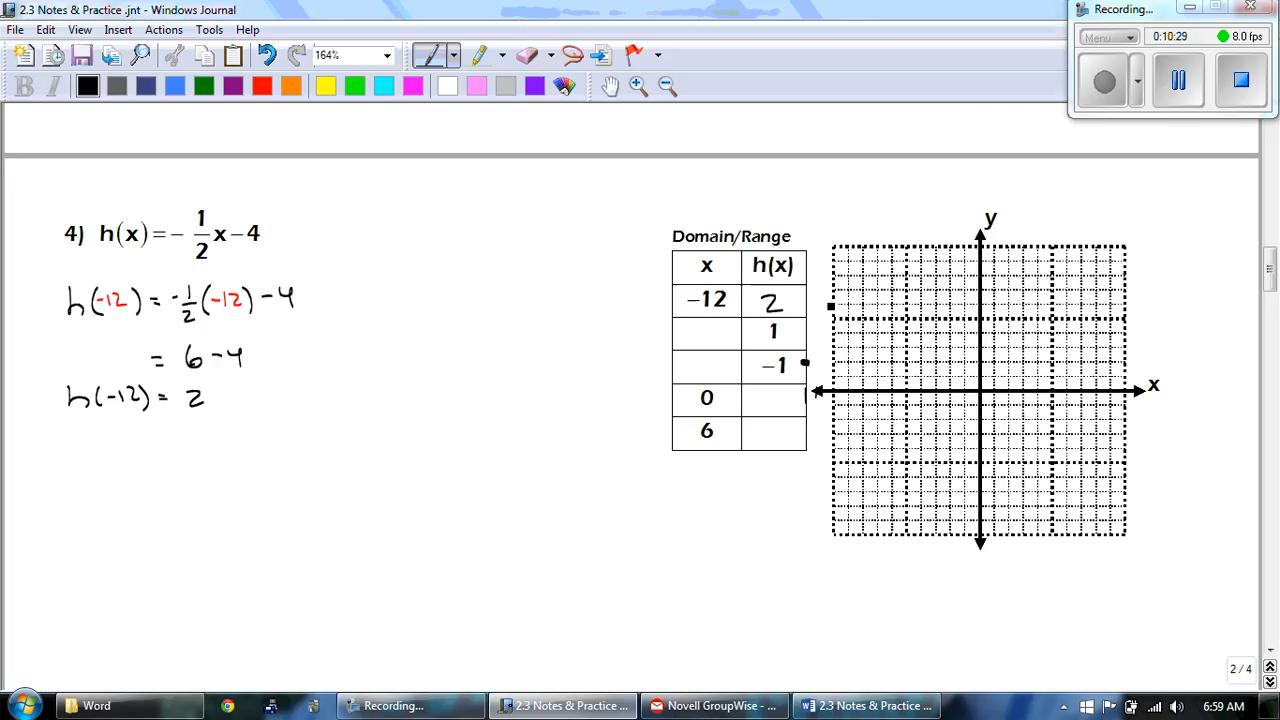 2.3 Notes & Practice .jnt - Windows Journal
Recording...
File Edit View Insert Actions Tools Help
Menu 0:10:29 8.0 fps
164%
B I
4) h(x) = - 1/2 x - 4
h(-12) = -1/2 (-12) - 4
= 6 - 4
h(-12) = 2
Domain/Range
x h(x)
-12 2
1
-1
0
6
y
x
2 / 4
Word Recording... 2.3 Notes & Practice ... Novell GroupWise - ... 2.3 Notes & Practice ... 6:59 AM